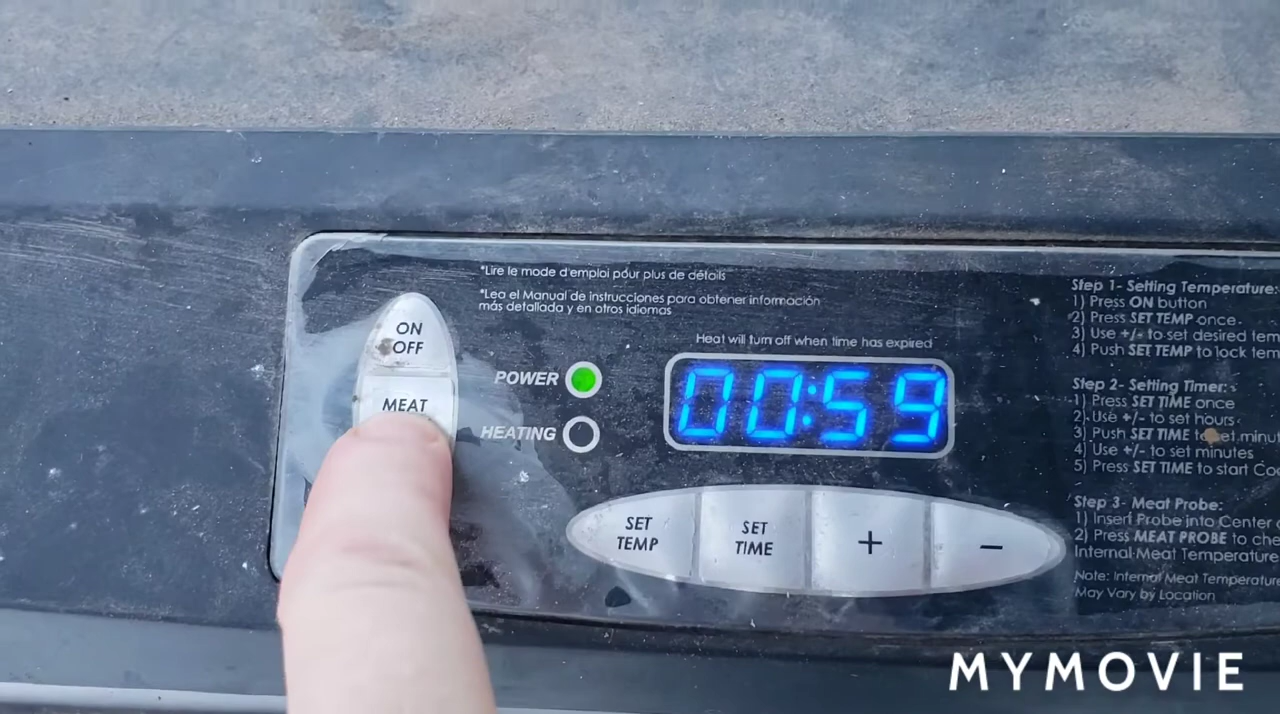 *Lire le mode d'emploi pour plus de détails
*Lea el Manual de instrucciones para obtener información
más detallada y en otros idiomas
Heat will turn off when time has expired
ON
OFF
MEAT
POWER
HEATING
00:59
SET
TEMP
SET
TIME
+
−
Step 1- Setting Temperature:
1) Press ON button
2) Press SET TEMP once
3) Use +/- to set desired
4) Push SET TEMP to lock
Step 2- Setting Timer:
1) Press SET TIME once
2) Use +/- to set hours
3) Push SET TIME to set
4) Use +/- to set minutes
5) Press SET TIME to start
Step 3- Meat Probe:
1) Insert Probe into Center
2) Press MEAT PROBE to
Internal Meat Temperature
Note: Internal Meat Temperature
May Vary by Location
MYMOVIE